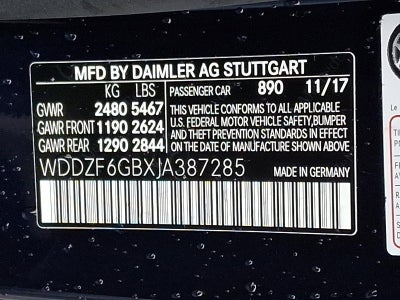 MFD BY DAIMLER AG STUTTGART
KG LBS
GVWR 2480 5467
GAWR FRONT 1190 2624
GAWR REAR 1290 2844
PASSENGER CAR 890 11/17
THIS VEHICLE CONFORMS TO ALL APPLICABLE
U.S. FEDERAL MOTOR VEHICLE SAFETY, BUMPER
AND THEFT PREVENTION STANDARDS IN EFFECT
ON THE DATE OF MANUFACTURE SHOWN ABOVE
WDDZF6GBXJA387285 MADE IN GERMANY
Le